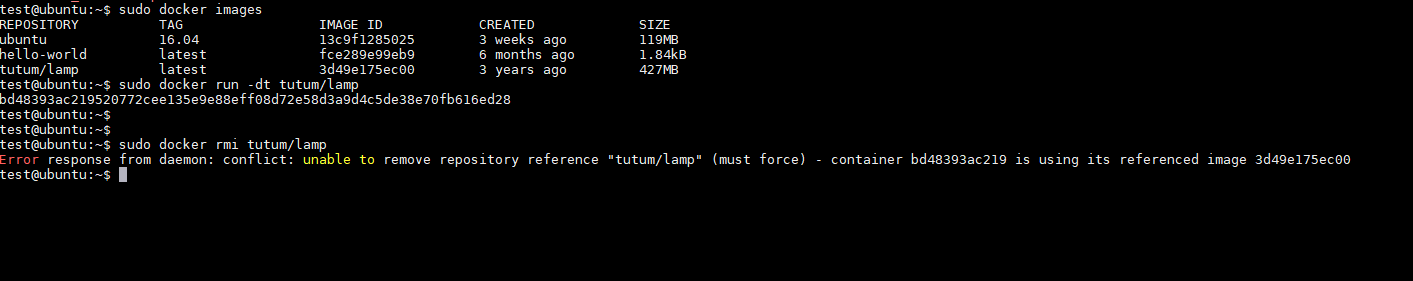 test@ubuntu:~$ sudo docker images
REPOSITORY          TAG                 IMAGE ID            CREATED             SIZE
ubuntu              16.04               13c9f1285025        3 weeks ago         119MB
hello-world         latest              fce289e99eb9        6 months ago        1.84kB
tutum/lamp          latest              3d49e175ec00        3 years ago         427MB
test@ubuntu:~$ sudo docker run -dt tutum/lamp
bd48393ac219520772cee135e9e88eff08d72e58d3a9d4c5de38e70fb616ed28
test@ubuntu:~$
test@ubuntu:~$
test@ubuntu:~$ sudo docker rmi tutum/lamp
Error response from daemon: conflict: unable to remove repository reference "tutum/lamp" (must force) - container bd48393ac219 is using its referenced image 3d49e175ec00
test@ubuntu:~$